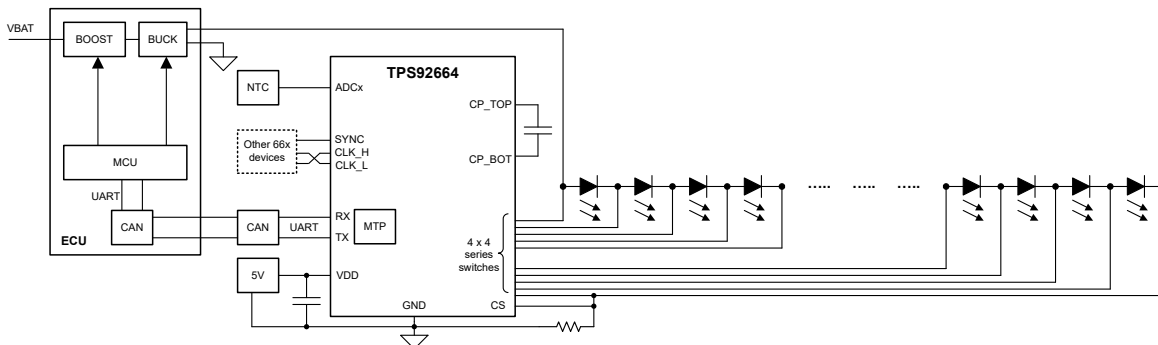 VBAT
BOOST
BUCK
TPS92664
NTC
ADCx
CP_TOP
SYNC
Other 66x
devices
CLK_H
CLK_L
CP_BOT
MCU
UART
..... ..... .....
RX
CAN
CAN
UART
MTP
TX
ECU
4 x 4
series
switches
5V
VDD
GND
CS